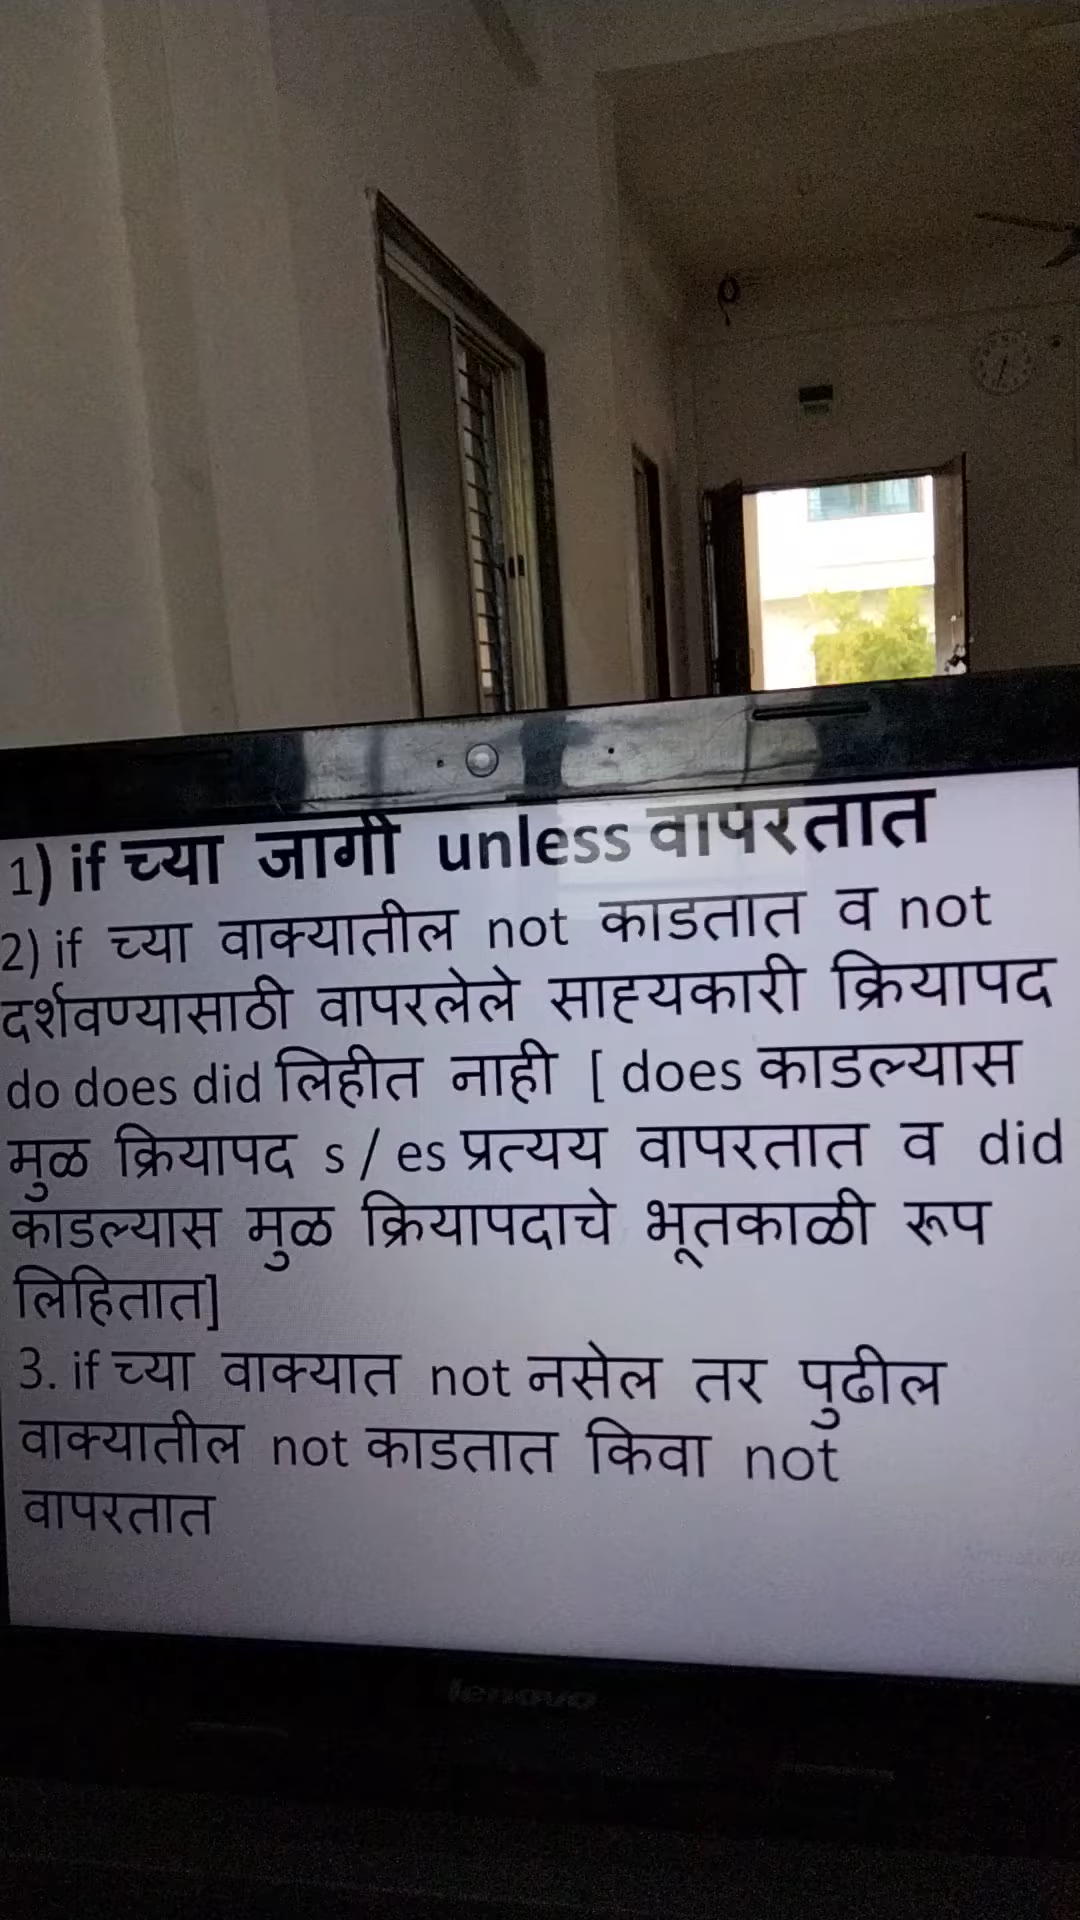 1) if च्या जागी unless वापरतात
2) if च्या वाक्यातील not काडतात व not
दर्शवण्यासाठी वापरलेले साह्यकारी क्रियापद
do does did लिहीत नाही [ does काडल्यास
मुळ क्रियापद s / es प्रत्यय वापरतात व did
काडल्यास मुळ क्रियापदाचे भूतकाळी रूप
लिहितात]
3. if च्या वाक्यात not नसेल तर पुढील
वाक्यातील not काडतात किवा not
वापरतात
lenovo